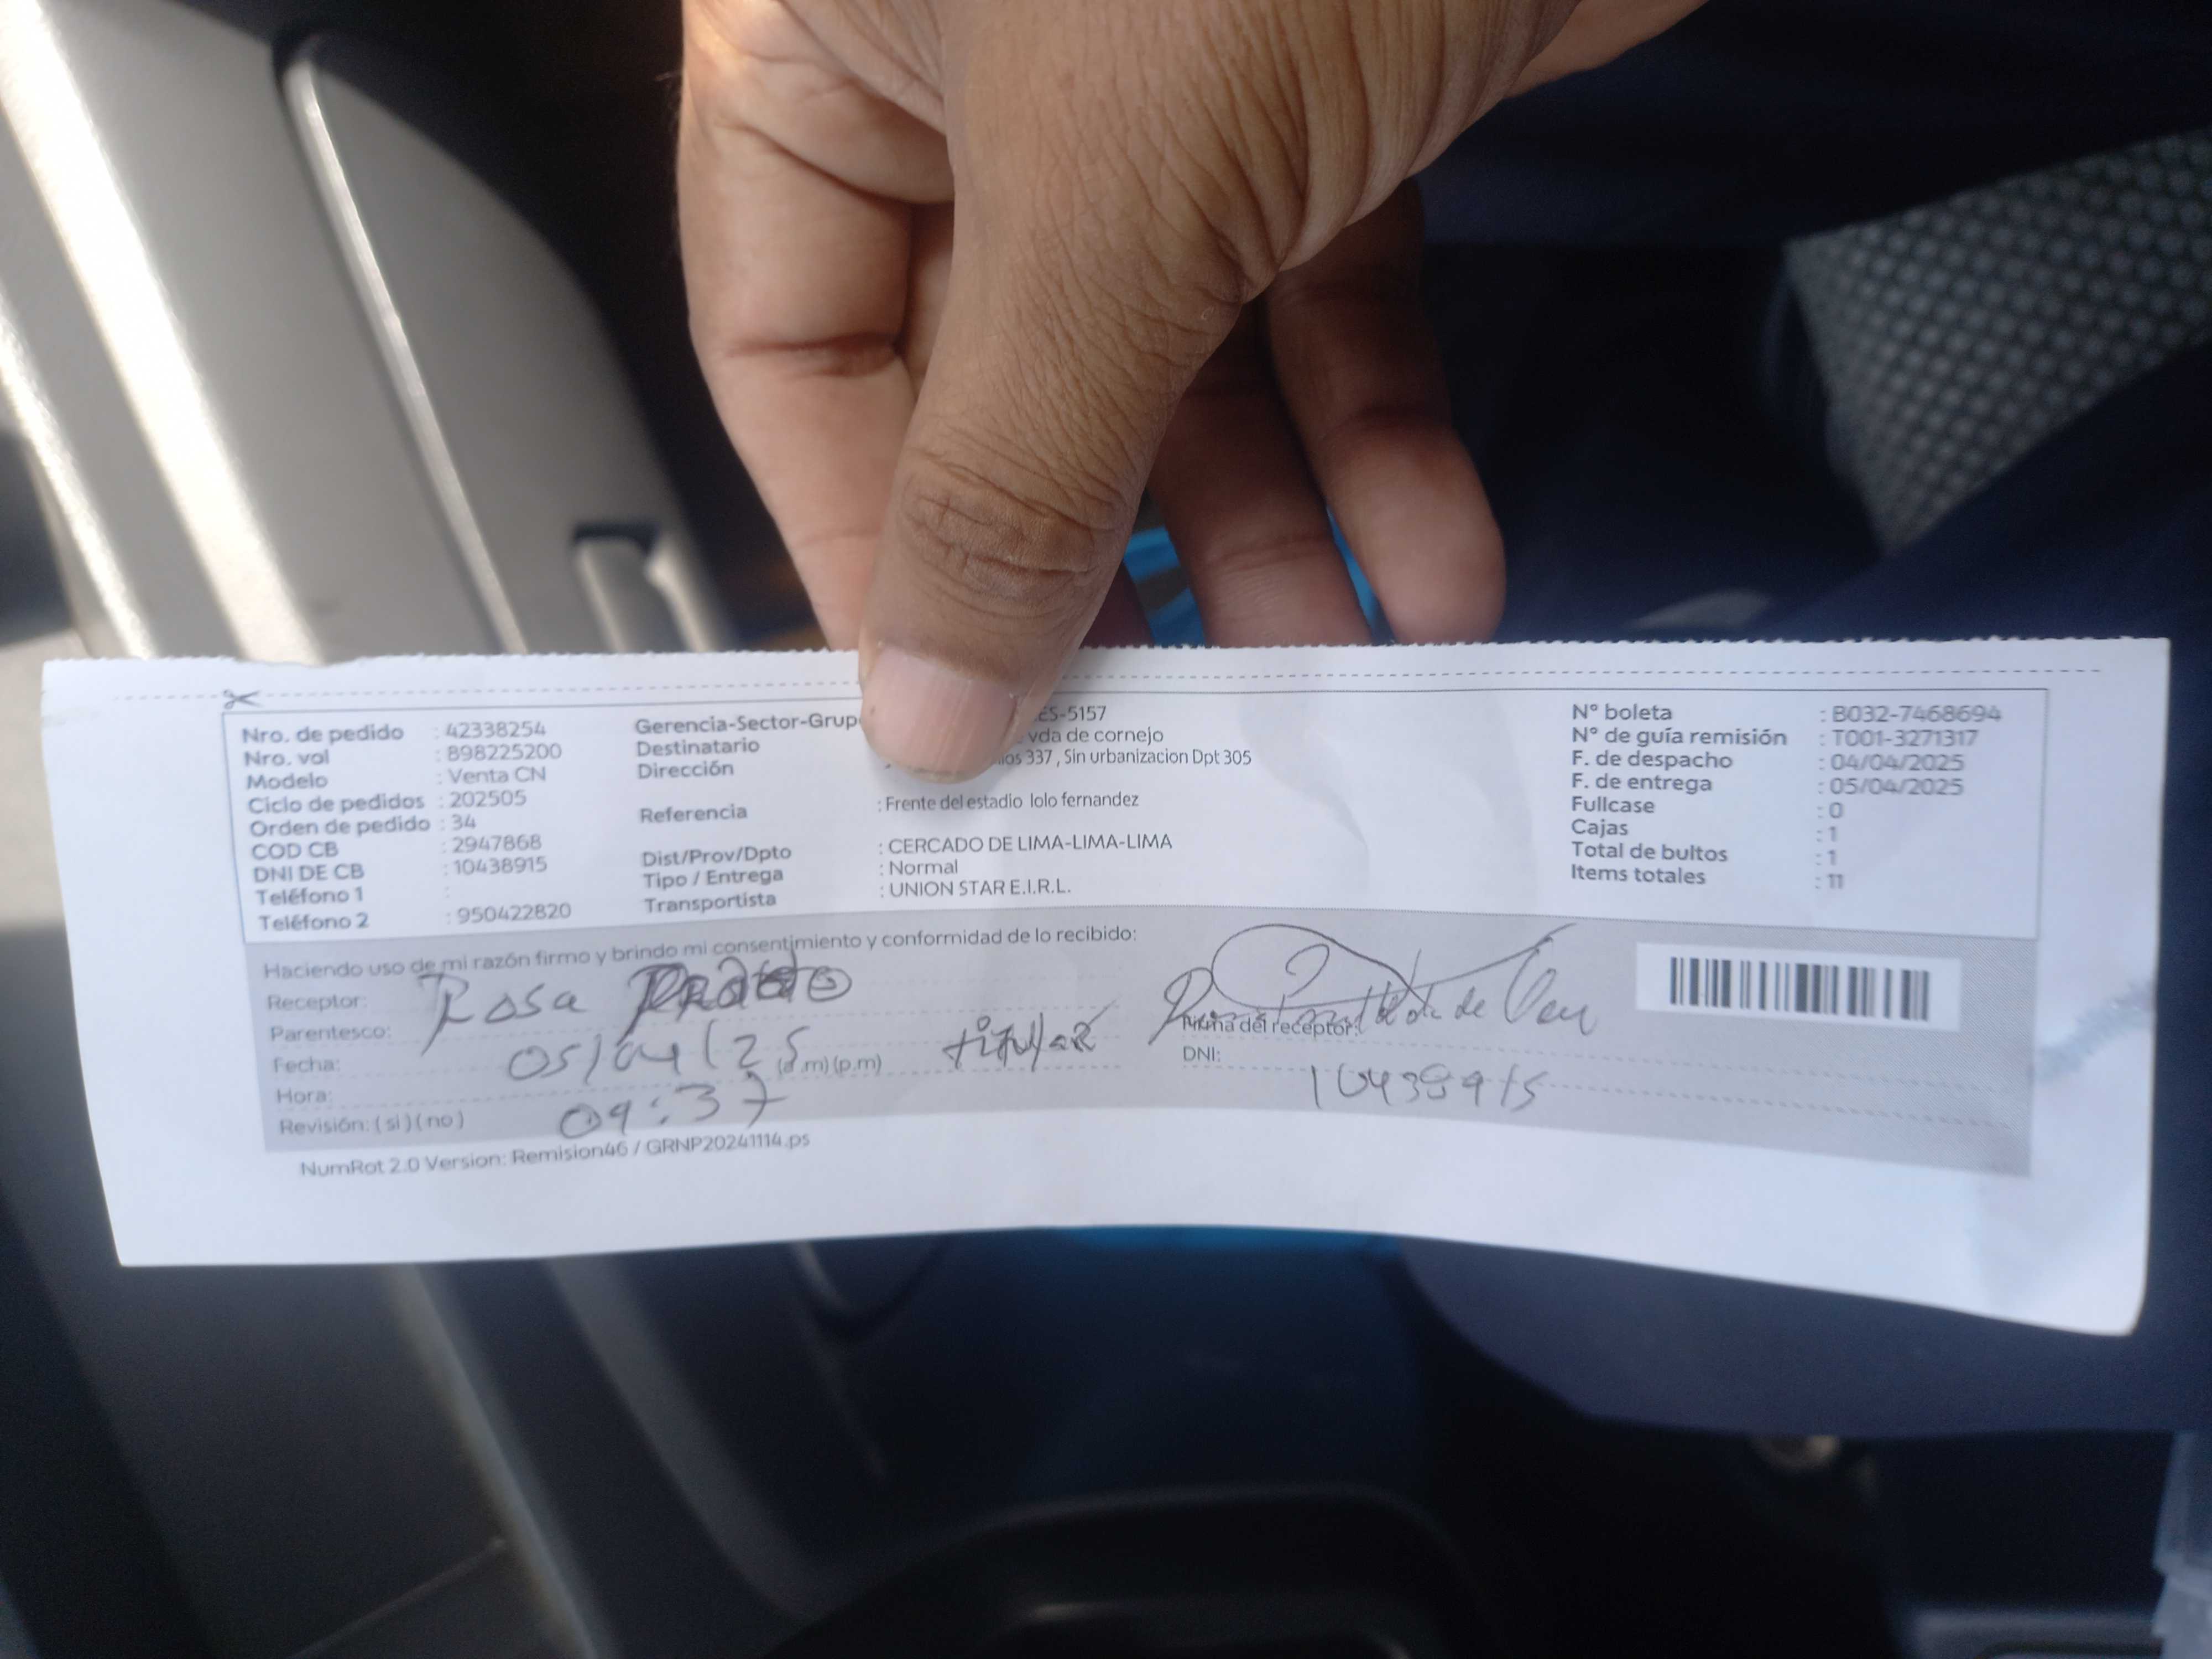 Nro. de pedido : 42338254
Nro. vol : 898225200
Modelo : Venta CN
Ciclo de pedidos : 202505
Orden de pedido : 34
COD CB : 2947868
DNI DE CB : 10438915
Teléfono 1 :
Teléfono 2 : 950422820
Gerencia-Sector-Grup ES-5157
Destinatario vda de cornejo
Dirección 337 , Sin urbanizacion Dpt 305
Referencia : Frente del estadio lolo fernandez
Dist/Prov/Dpto : CERCADO DE LIMA-LIMA-LIMA
Tipo / Entrega : Normal
Transportista : UNION STAR E.I.R.L.
N° boleta : B032-7468694
N° de guía remisión : T001-3271317
F. de despacho : 04/04/2025
F. de entrega : 05/04/2025
Fullcase : 0
Cajas : 1
Total de bultos : 1
Items totales : 11
Haciendo uso de mi razón firmo y brindo mi consentimiento y conformidad de lo recibido:
Receptor: Rosa Prado
Parentesco: titular
Fecha: 05/04/25
(a.m) (p.m)
Hora: 09:37
Revisión: ( si ) ( no )
Firma del receptor:
DNI: 10438915
NumRot 2.0 Version: Remision46 / GRNP20241114.ps